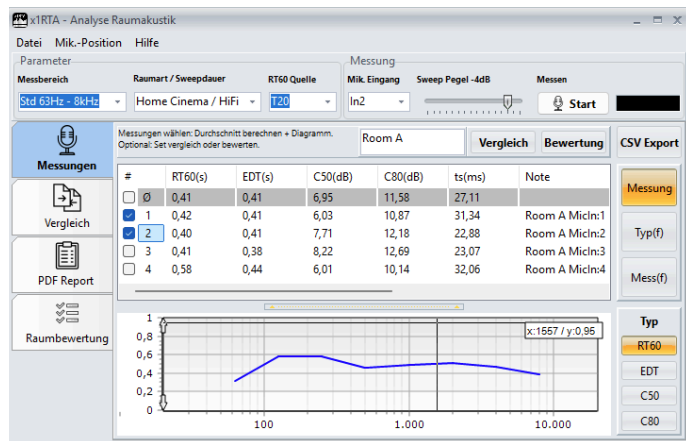 x1RTA - Analyse Raumakustik
Datei Mik.-Position Hilfe
Parameter Messung
Messbereich Raumart / Sweepdauer RT60 Quelle Mik. Eingang Sweep Pegel -4dB Messen
Std 63Hz - 8kHz Home Cinema / HiFi T20 In2 Start
Messungen
Vergleich
PDF Report
Raumbewertung
Messungen wählen: Durchschnitt berechnen + Diagramm.
Optional: Set vergleich oder bewerten.
Room A Vergleich Bewertung CSV Export
# RT60(s) EDT(s) C50(dB) C80(dB) ts(ms) Note
Ø 0,41 0,41 6,95 11,58 27,11
1 0,42 0,41 6,03 10,87 31,34 Room A MicIn:1
2 0,40 0,41 7,71 12,18 22,88 Room A MicIn:2
3 0,41 0,38 8,22 12,69 23,07 Room A MicIn:3
4 0,58 0,44 6,01 10,14 32,06 Room A MicIn:4
Messung
Typ(f)
Mess(f)
1
0,8
0,6
0,4
0,2
0
x:1557 / y:0,95
100 1.000 10.000
Typ
RT60
EDT
C50
C80